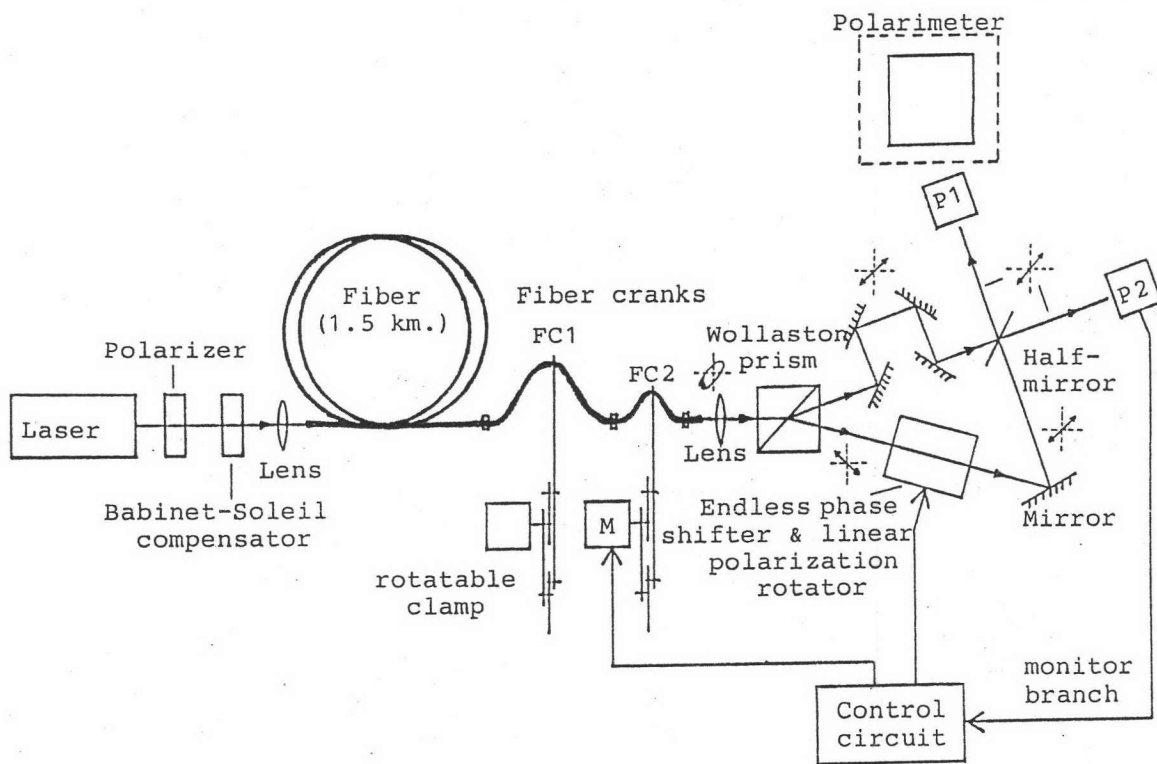 Polarimeter
P1
P2
Fiber
(1.5 km.)
Fiber cranks
FC1
FC2
Wollaston
prism
Half-
mirror
Polarizer
Laser
Lens
Lens
Babinet-Soleil
compensator
M
rotatable
clamp
Endless phase
shifter & linear
polarization
rotator
Mirror
monitor
branch
Control
circuit